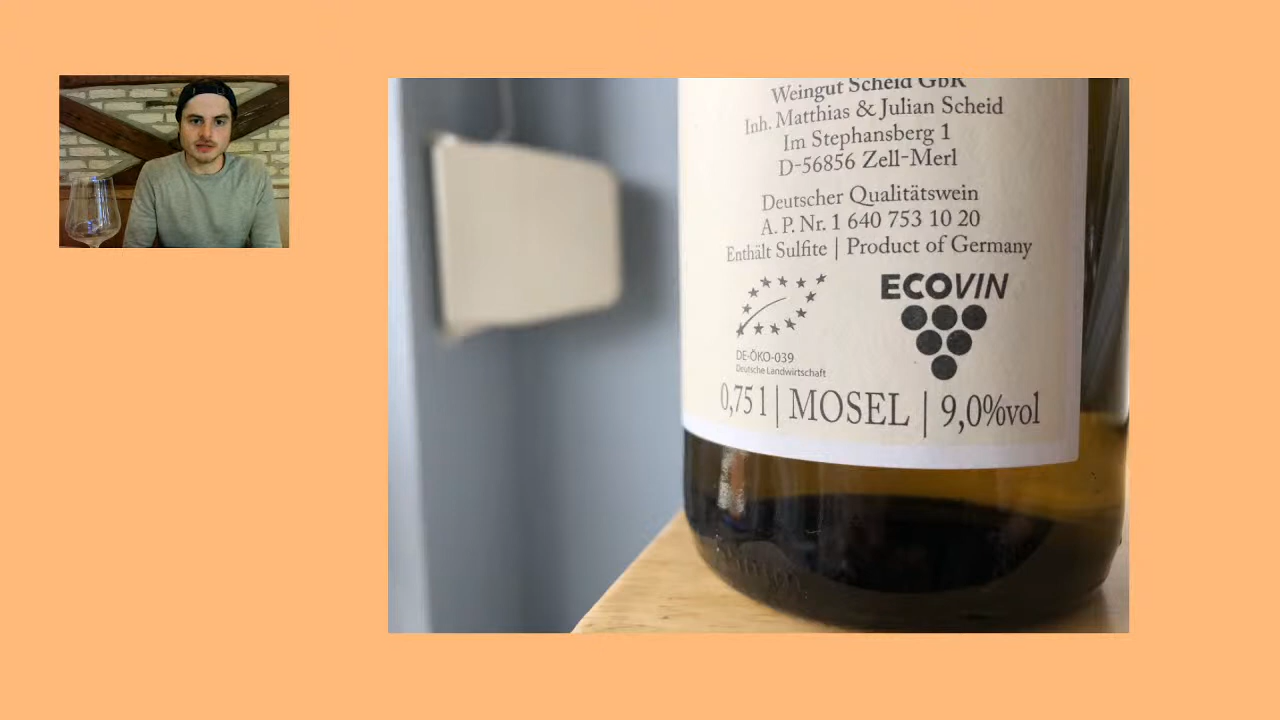 Weingut Scheid GbR
Inh. Matthias & Julian Scheid
Im Stephansberg 1
D-56856 Zell-Merl
Deutscher Qualitätswein
A. P. Nr. 1 640 753 10 20
Enthält Sulfite | Product of Germany
ECOVIN
DE-ÖKO-039
Deutsche Landwirtschaft
0,75 l | MOSEL | 9,0%vol